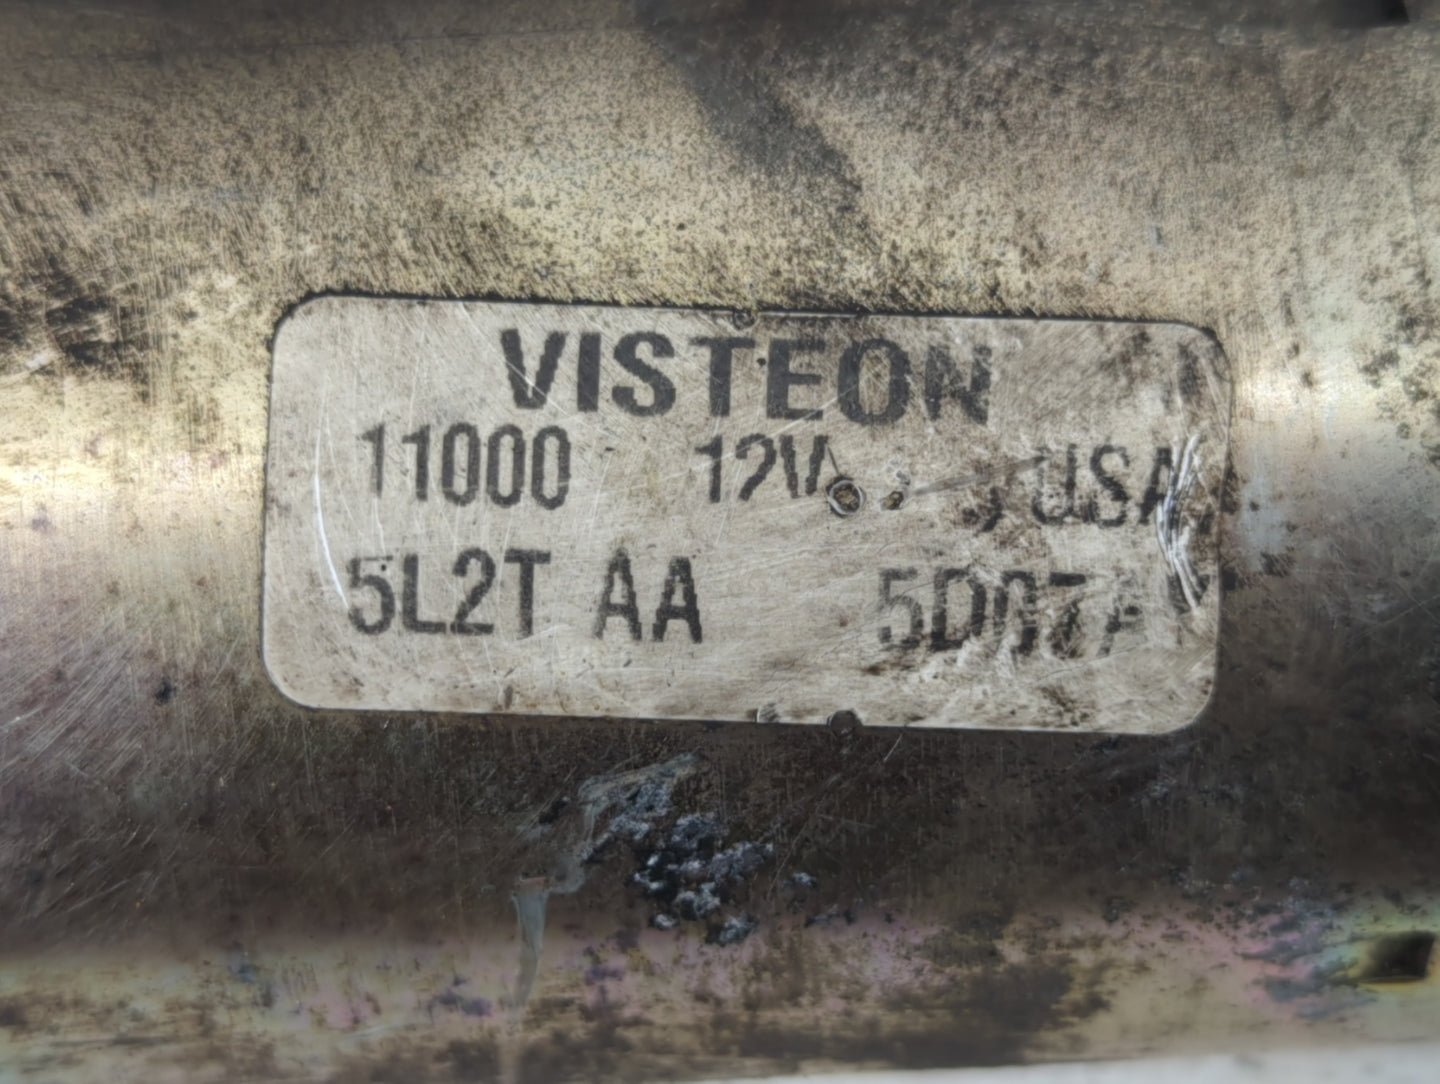 VISTEON
11000 12V USA
5L2T AA